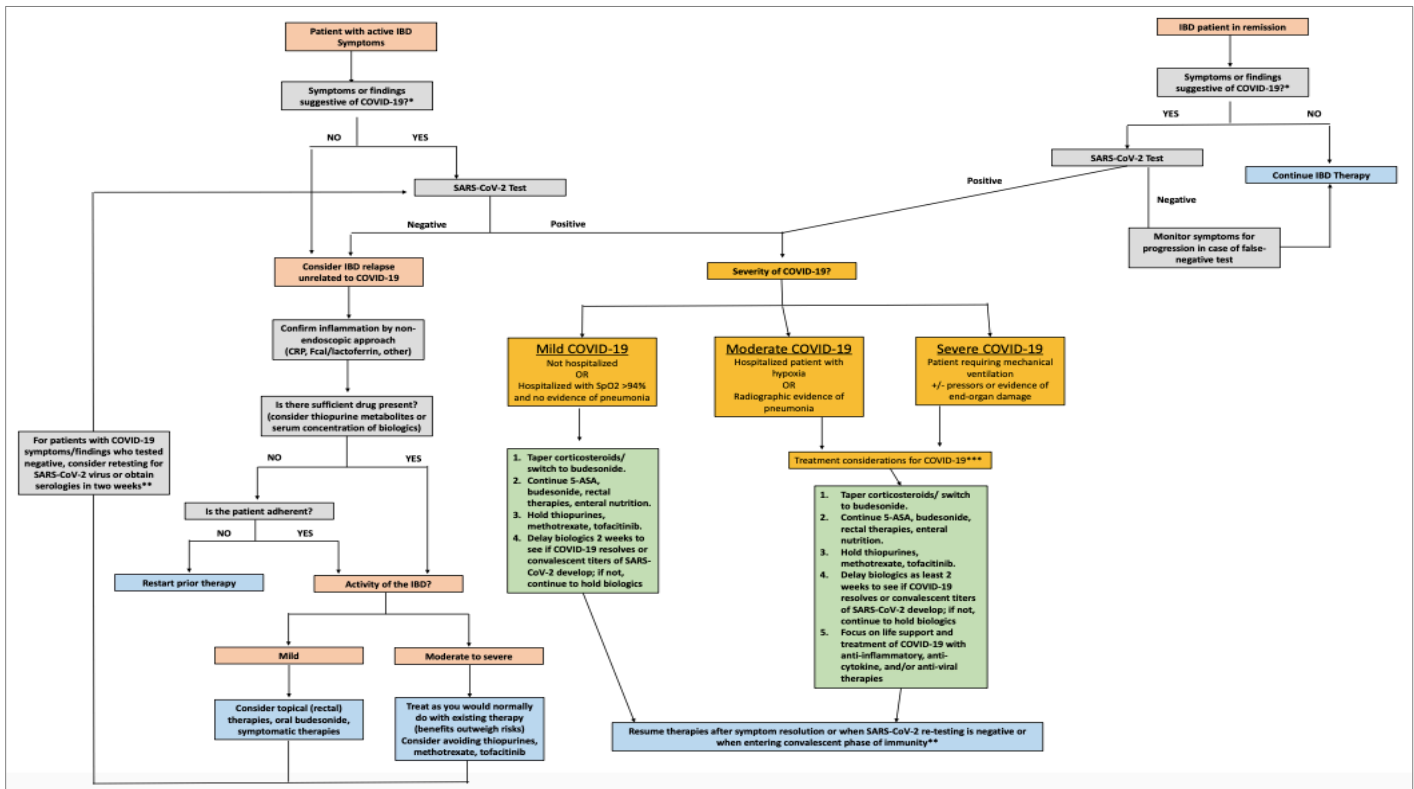 Patient with active IBD
Symptoms
IBD patient in remission
Symptoms or findings
suggestive of COVID-19?*
Symptoms or findings
suggestive of COVID-19?*
NO
YES
YES
NO
SARS-CoV-2 Test
SARS-CoV-2 Test
Continue IBD Therapy
Positive
Negative
Negative
Positive
Monitor symptoms for
progression in case of false-
negative test
Consider IBD relapse
unrelated to COVID-19
Severity of COVID-19?
Confirm inflammation by non-
endoscopic approach
(CRP, Fcal/lactoferrin, other)
Mild COVID-19
Not hospitalized
OR
Hospitalized with SpO2 >94%
and no evidence of pneumonia
Moderate COVID-19
Hospitalized patient with
hypoxia
OR
Radiographic evidence of
pneumonia
Severe COVID-19
Patient requiring mechanical
ventilation
+/- pressors or evidence of
end-organ damage
Is there sufficient drug present?
(consider thiopurine metabolites or
serum concentration of biologics)
For patients with COVID-19
symptoms/findings who tested
negative, consider retesting for
SARS-CoV-2 virus or obtain
serologies in two weeks**
NO
YES
Treatment considerations for COVID-19***
1. Taper corticosteroids/
switch to budesonide.
2. Continue 5-ASA,
budesonide, rectal
therapies, enteral nutrition.
3. Hold thiopurines,
methotrexate, tofacitinib.
4. Delay biologics 2 weeks to
see if COVID-19 resolves or
convalescent titers of SARS-
CoV-2 develop; if not,
continue to hold biologics
1. Taper corticosteroids/ switch
to budesonide.
2. Continue 5-ASA, budesonide,
rectal therapies, enteral
nutrition.
3. Hold thiopurines,
methotrexate, tofacitinib.
4. Delay biologics as least 2
weeks to see if COVID-19
resolves or convalescent titers
of SARS-CoV-2 develop; if not,
continue to hold biologics
5. Focus on life support and
treatment of COVID-19 with
anti-inflammatory, anti-
cytokine, and/or anti-viral
therapies
Is the patient adherent?
NO
YES
Restart prior therapy
Activity of the IBD?
Mild
Moderate to severe
Consider topical (rectal)
therapies, oral budesonide,
symptomatic therapies
Treat as you would normally
do with existing therapy
(benefits outweigh risks)
Consider avoiding thiopurines,
methotrexate, tofacitinib
Resume therapies after symptom resolution or when SARS-CoV-2 re-testing is negative or
when entering convalescent phase of immunity**